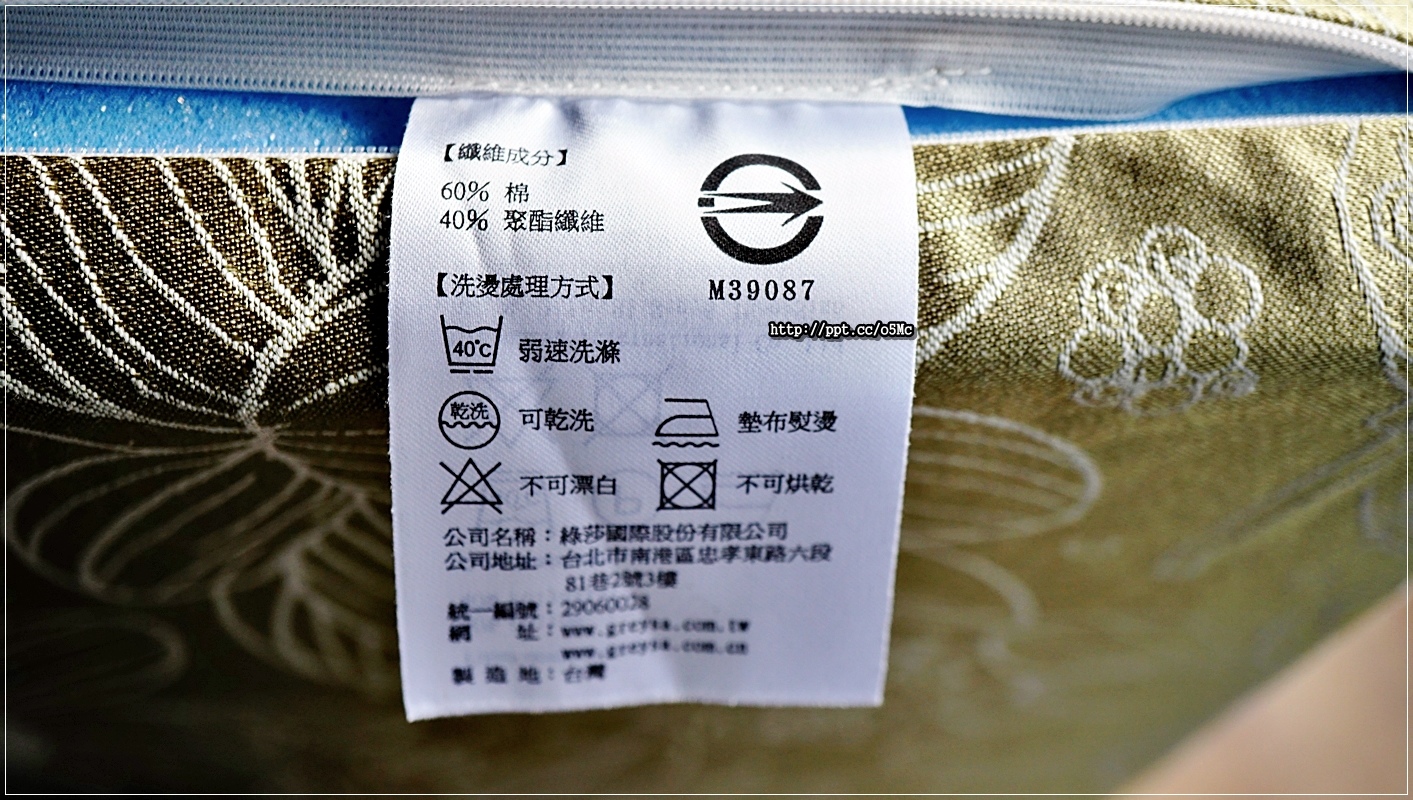 【纖維成分】
60% 棉
40% 聚酯纖維
M39087
【洗燙處理方式】
http://ppt.cc/o5Mc
40°C 弱速洗滌
乾洗 可乾洗 墊布熨燙
不可漂白 不可烘乾
公司名稱：綠莎國際股份有限公司
公司地址：台北市南港區忠孝東路六段
81巷2號3樓
統一編號：29060028
網 址：www.greysa.com.tw
www.greysa.com.cn
製 造 地：台灣